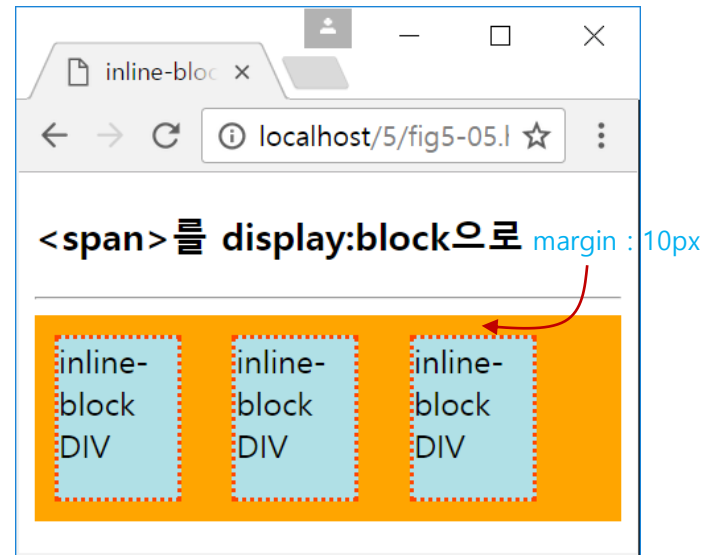 inline-bloc
localhost/5/fig5-05.h
<span>를 display:block으로
margin : 10px
inline-
block
DIV
inline-
block
DIV
inline-
block
DIV